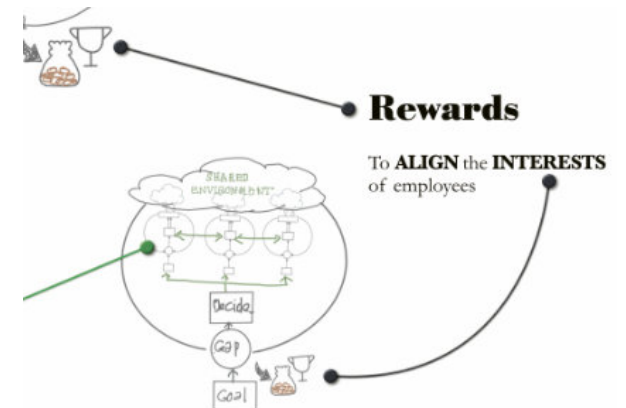 Rewards
To ALIGN the INTERESTS
of employees
SHARED
ENVIRONMENT
Decide
Gap
Goal